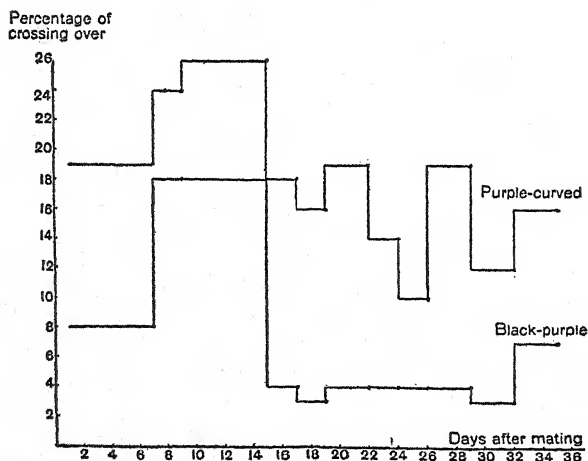 Percentage of
crossing over
26
24
22
20
18
16
14
12
10
8
6
4
2
Purple-curved
Black-purple
Days after mating
2 4 6 8 10 12 14 16 18 20 22 24 26 28 30 32 34 36